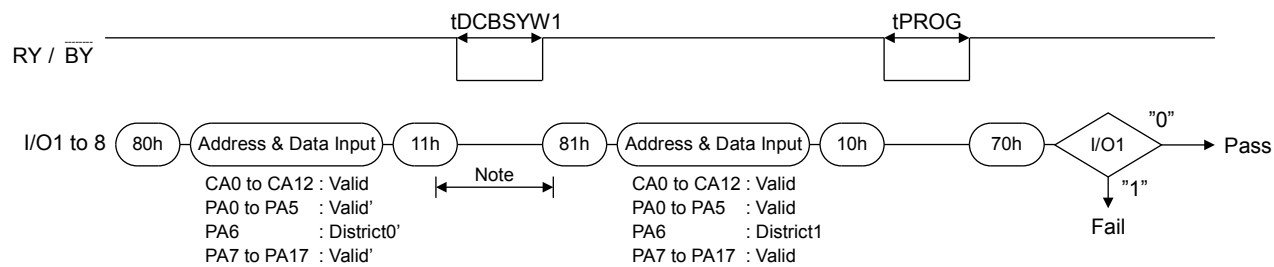 tDCBSYW1
tPROG
RY / BY
I/O1 to 8 80h Address & Data Input 11h 81h Address & Data Input 10h 70h I/O1 "0" Pass
Note
"1"
Fail
CA0 to CA12 : Valid
PA0 to PA5 : Valid'
PA6 : District0'
PA7 to PA17 : Valid'
CA0 to CA12 : Valid
PA0 to PA5 : Valid
PA6 : District1
PA7 to PA17 : Valid